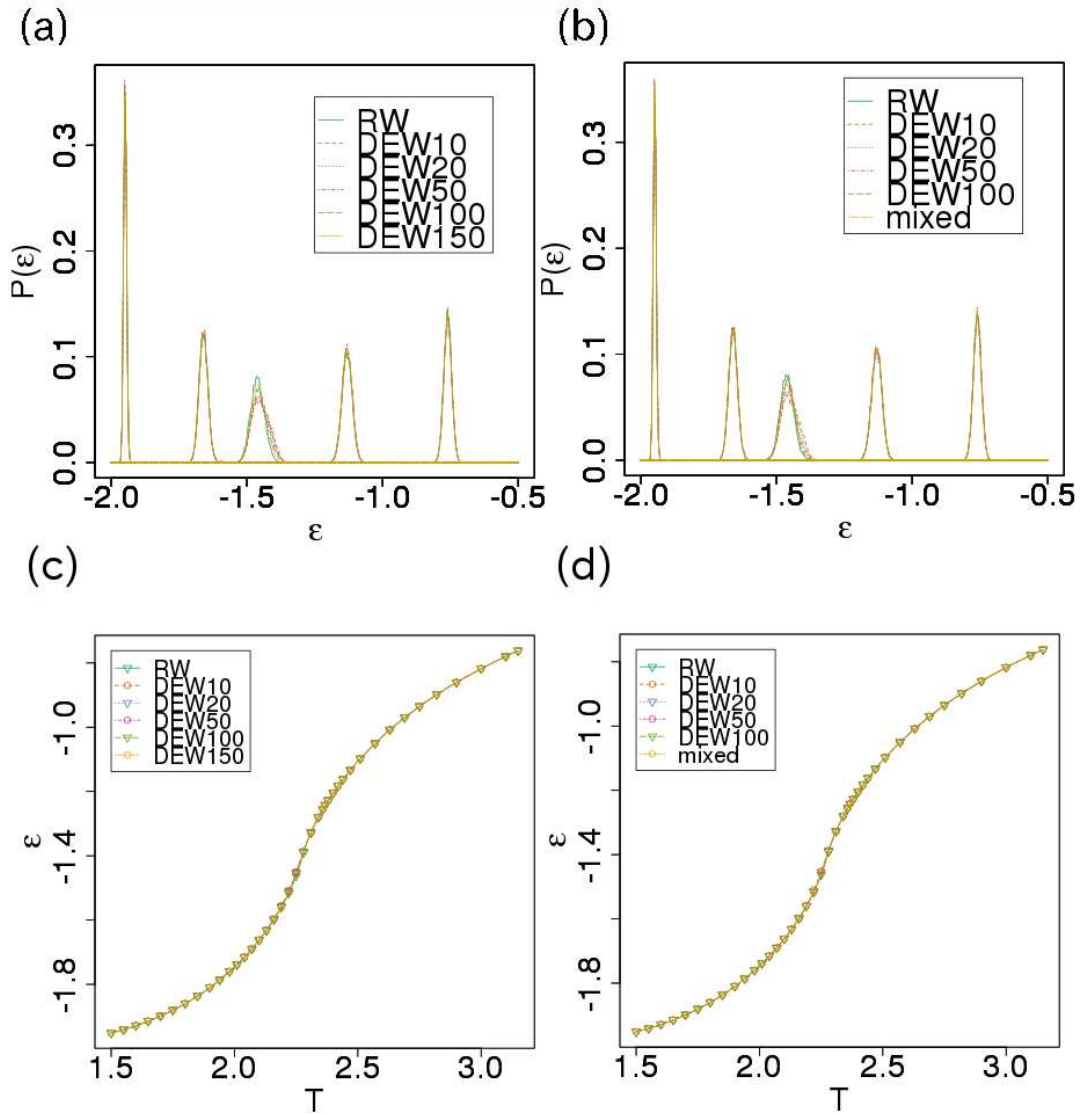 (a)
RW
DEW10
DEW20
DEW50
DEW100
DEW150
P(ε)
0.0
0.1
0.2
0.3
-2.0
-1.5
-1.0
-0.5
ε
(b)
RW
DEW10
DEW20
DEW50
DEW100
mixed
P(ε)
0.0
0.1
0.2
0.3
-2.0
-1.5
-1.0
-0.5
ε
(c)
RW
DEW10
DEW20
DEW50
DEW100
DEW150
ε
-1.8
-1.4
-1.0
1.5
2.0
2.5
3.0
T
(d)
RW
DEW10
DEW20
DEW50
DEW100
mixed
ε
-1.8
-1.4
-1.0
1.5
2.0
2.5
3.0
T